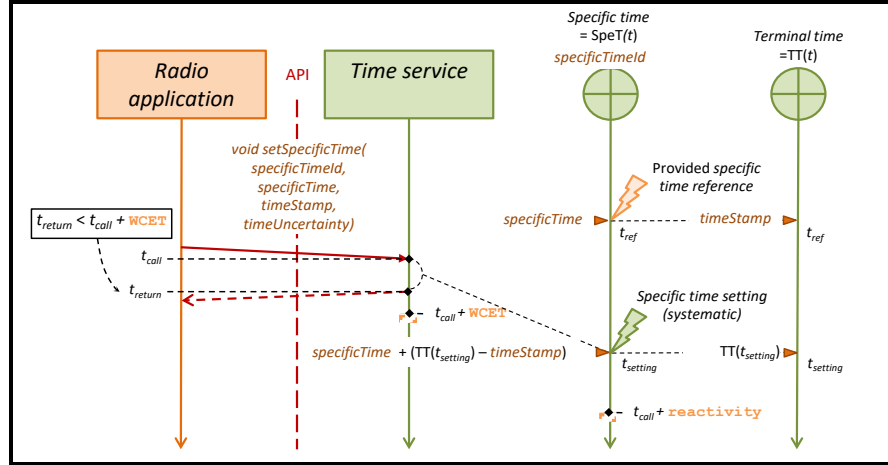 Specific time
= SpeT(t)
specificTimeId
Terminal time
=TT(t)
Radio
application
API
Time service
void setSpecificTime(
specificTimeId,
specificTime,
timeStamp,
timeUncertainty)
Provided specific
time reference
t_return < t_call + WCET
specificTime
timeStamp
t_ref
t_ref
t_call
t_return
t_call + WCET
Specific time setting
(systematic)
specificTime + (TT(t_setting) – timeStamp)
TT(t_setting)
t_setting
t_setting
t_call + reactivity